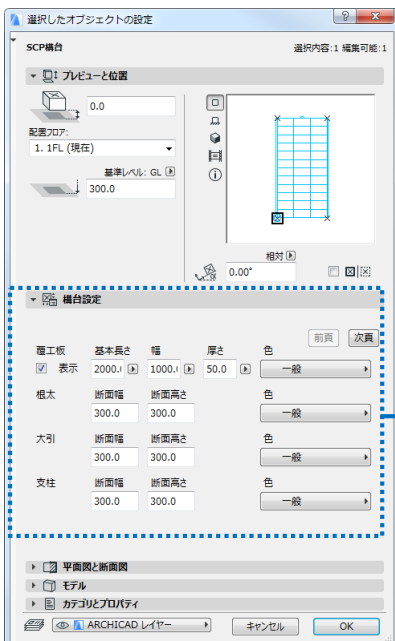 選択したオブジェクトの設定
SCP構台
選択内容:1 編集可能:1
プレビューと位置
0.0
配置フロア:
1. 1FL (現在)
基準レベル: GL
300.0
相対
0.00°
構台設定
前頁 次頁
覆工板 基本長さ 幅 厚さ 色
表示 2000.0 1000.0 50.0 一般
根太 断面幅 断面高さ 色
300.0 300.0 一般
大引 断面幅 断面高さ 色
300.0 300.0 一般
支柱 断面幅 断面高さ 色
300.0 300.0 一般
平面図と断面図
モデル
カテゴリとプロパティ
ARCHICAD レイヤー
キャンセル OK